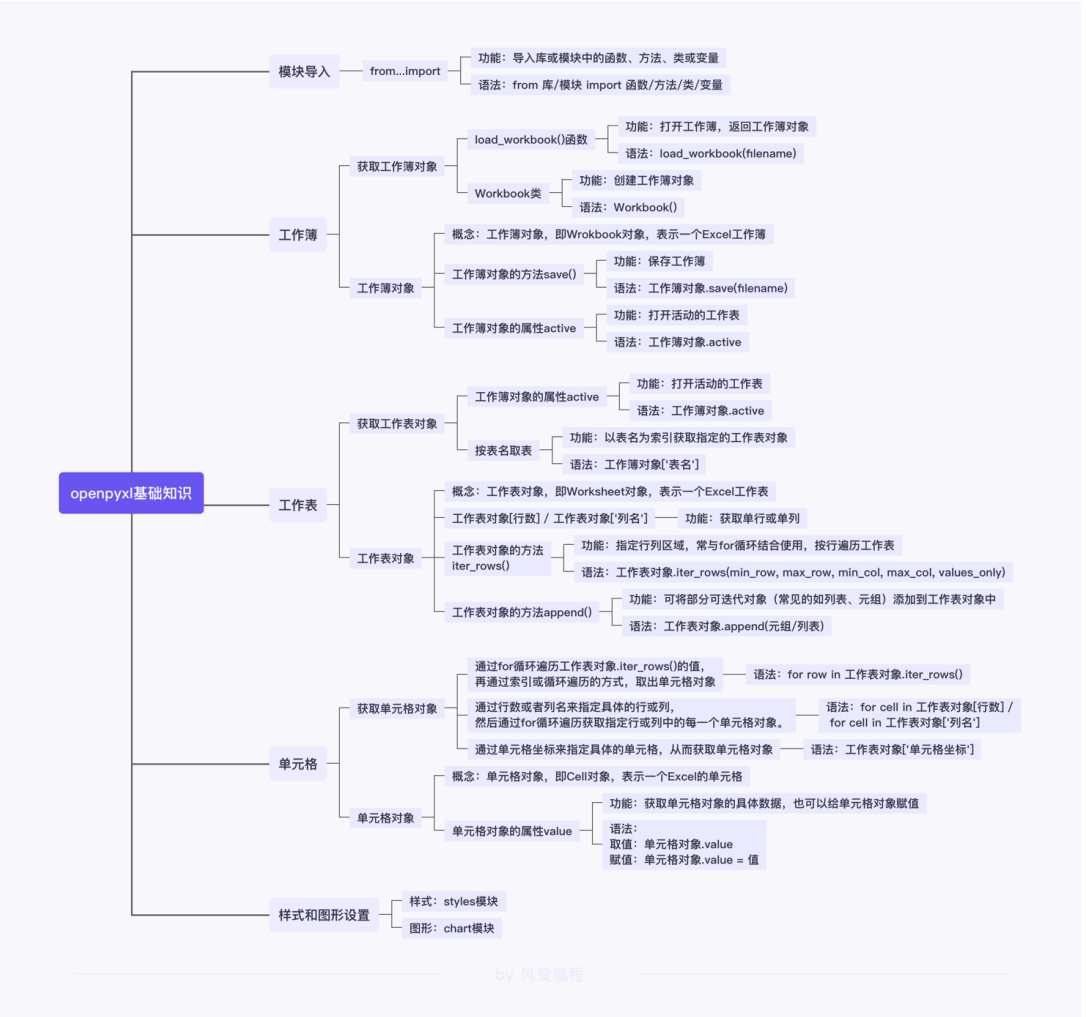 openpyxl基础知识
模块导入
from...import
功能：导入库或模块中的函数、方法、类或变量
语法：from 库/模块 import 函数/方法/类/变量
工作簿
获取工作簿对象
load_workbook()函数
功能：打开工作簿，返回工作簿对象
语法：load_workbook(filename)
Workbook类
功能：创建工作簿对象
语法：Workbook()
工作簿对象
概念：工作簿对象，即Wrokbook对象，表示一个Excel工作簿
工作簿对象的方法save()
功能：保存工作簿
语法：工作簿对象.save(filename)
工作簿对象的属性active
功能：打开活动的工作表
语法：工作簿对象.active
工作表
获取工作表对象
工作簿对象的属性active
功能：打开活动的工作表
语法：工作簿对象.active
按表名取表
功能：以表名为索引获取指定的工作表对象
语法：工作簿对象['表名']
工作表对象
概念：工作表对象，即Worksheet对象，表示一个Excel工作表
工作表对象[行数] / 工作表对象['列名']
功能：获取单行或单列
工作表对象的方法
iter_rows()
功能：指定行列区域，常与for循环结合使用，按行遍历工作表
语法：工作表对象.iter_rows(min_row, max_row, min_col, max_col, values_only)
工作表对象的方法append()
功能：可将部分可迭代对象（常见的如列表、元组）添加到工作表对象中
语法：工作表对象.append(元组/列表)
单元格
获取单元格对象
通过for循环遍历工作表对象.iter_rows()的值，
再通过索引或循环遍历的方式，取出单元格对象
语法：for row in 工作表对象.iter_rows()
通过行数或者列名来指定具体的行或列，
然后通过for循环遍历获取指定行或列中的每一个单元格对象。
语法：for cell in 工作表对象[行数] /
for cell in 工作表对象['列名']
通过单元格坐标来指定具体的单元格，从而获取单元格对象
语法：工作表对象['单元格坐标']
单元格对象
概念：单元格对象，即Cell对象，表示一个Excel的单元格
单元格对象的属性value
功能：获取单元格对象的具体数据，也可以给单元格对象赋值
语法：
取值：单元格对象.value
赋值：单元格对象.value = 值
样式和图形设置
样式：styles模块
图形：chart模块
by 风变编程